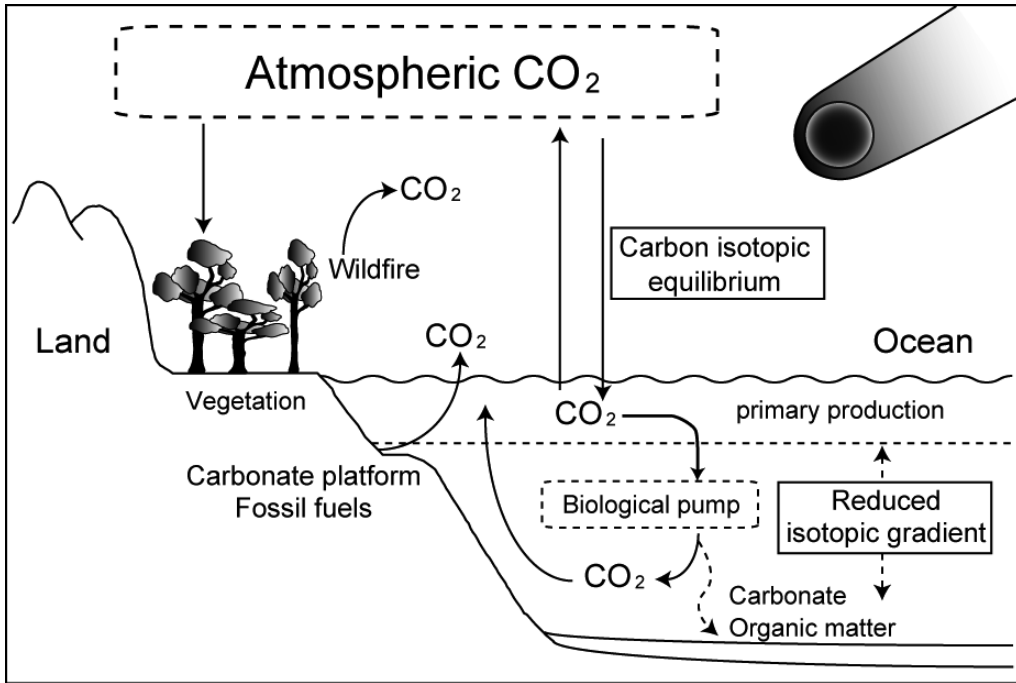 Atmospheric CO₂
CO₂
Wildfire
Carbon isotopic
equilibrium
Land
CO₂
Ocean
Vegetation
CO₂
primary production
Carbonate platform
Fossil fuels
Biological pump
Reduced
isotopic gradient
CO₂
Carbonate
Organic matter